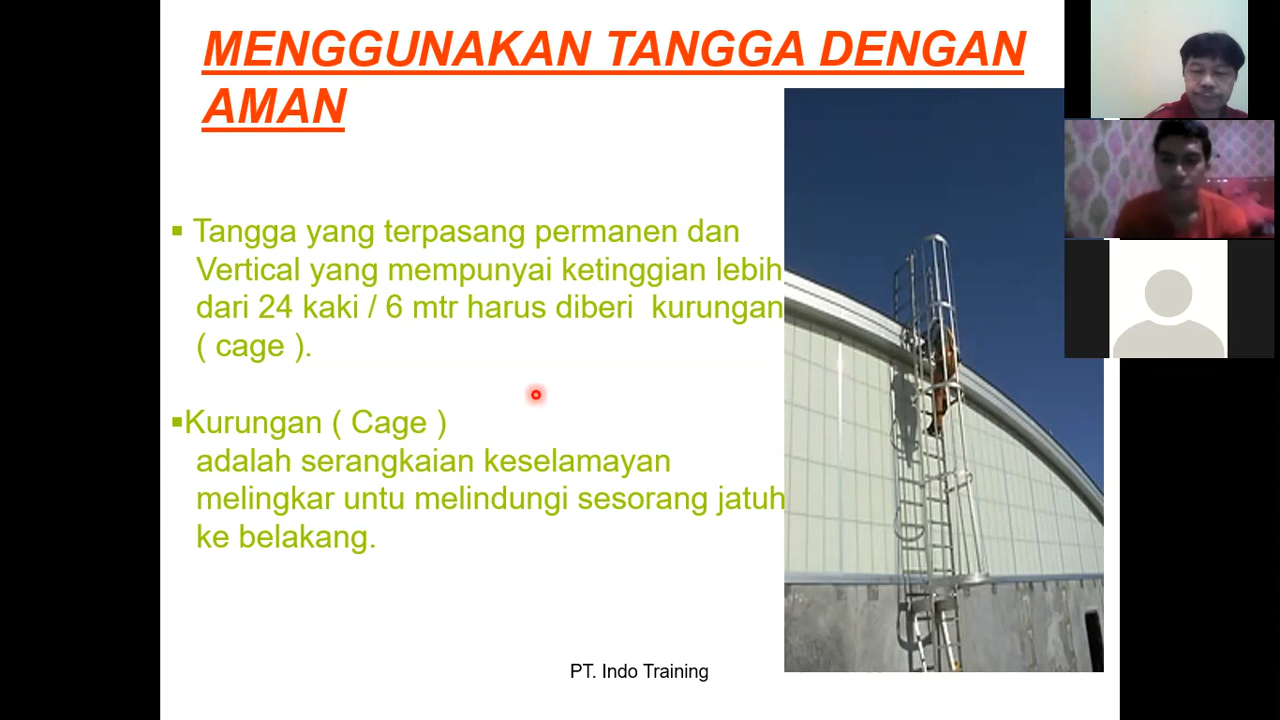 MENGGUNAKAN TANGGA DENGAN
AMAN
▪ Tangga yang terpasang permanen dan
Vertical yang mempunyai ketinggian lebih
dari 24 kaki / 6 mtr harus diberi kurungan
( cage ).
▪Kurungan ( Cage )
adalah serangkaian keselamayan
melingkar untu melindungi sesorang jatuh
ke belakang.
PT. Indo Training